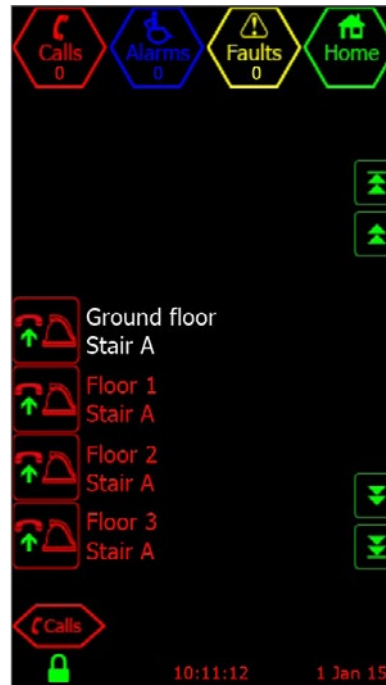 Calls
0
Alarms
0
Faults
0
Home
Ground floor
Stair A
Floor 1
Stair A
Floor 2
Stair A
Floor 3
Stair A
Calls
10:11:12
1 Jan 15